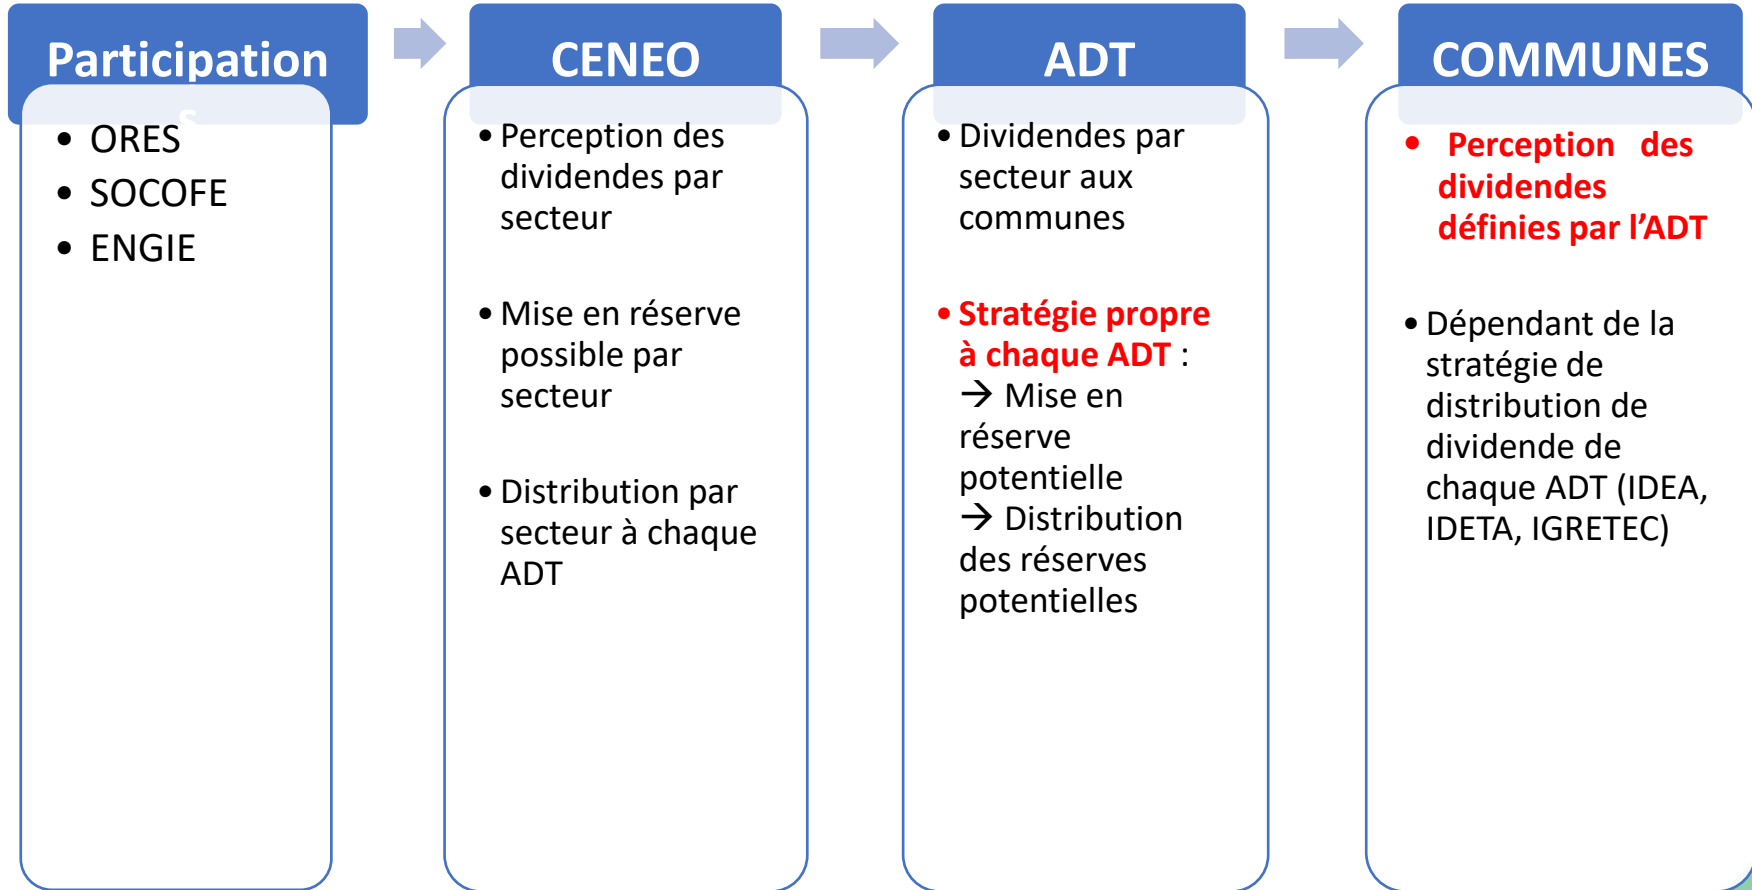 Participation
s
• ORES
• SOCOFE
• ENGIE
CENEO
• Perception des
dividendes par
secteur
• Mise en réserve
possible par
secteur
• Distribution par
secteur à chaque
ADT
ADT
• Dividendes par
secteur aux
communes
• Stratégie propre
à chaque ADT :
→ Mise en
réserve
potentielle
→ Distribution
des réserves
potentielles
COMMUNES
• Perception des
dividendes
définies par l’ADT
• Dépendant de la
stratégie de
distribution de
dividende de
chaque ADT (IDEA,
IDETA, IGRETEC)